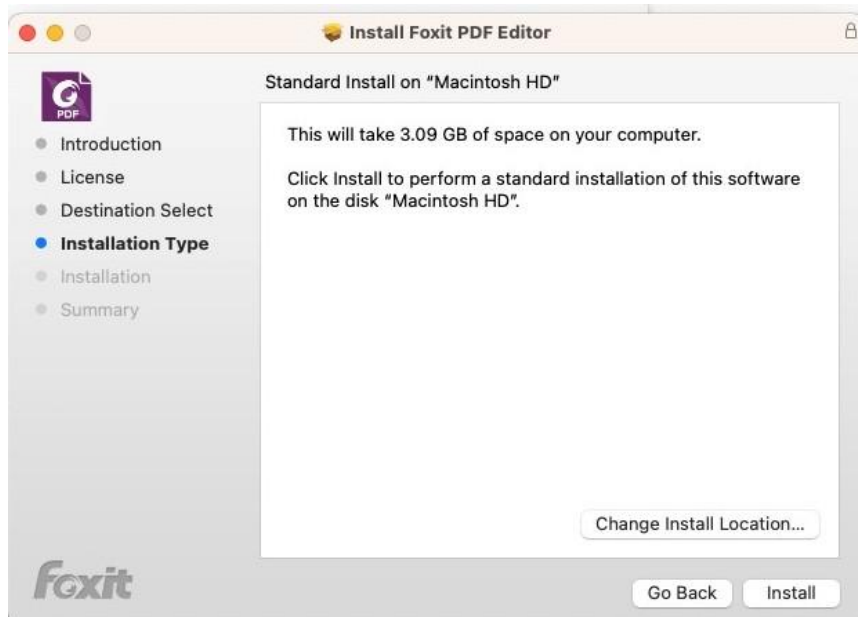 Install Foxit PDF Editor
PDF
Introduction
License
Destination Select
Installation Type
Installation
Summary
Standard Install on “Macintosh HD”
This will take 3.09 GB of space on your computer.
Click Install to perform a standard installation of this software
on the disk “Macintosh HD”.
Change Install Location...
Foxit
Go Back
Install